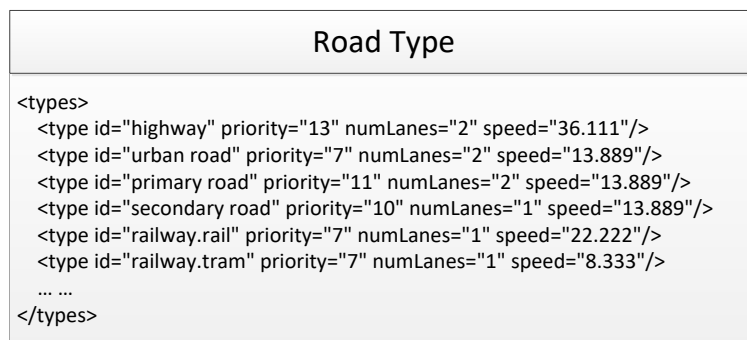 Road Type
<types>
<type id="highway" priority="13" numLanes="2" speed="36.111"/>
<type id="urban road" priority="7" numLanes="2" speed="13.889"/>
<type id="primary road" priority="11" numLanes="2" speed="13.889"/>
<type id="secondary road" priority="10" numLanes="1" speed="13.889"/>
<type id="railway.rail" priority="7" numLanes="1" speed="22.222"/>
<type id="railway.tram" priority="7" numLanes="1" speed="8.333"/>
... ...
</types>